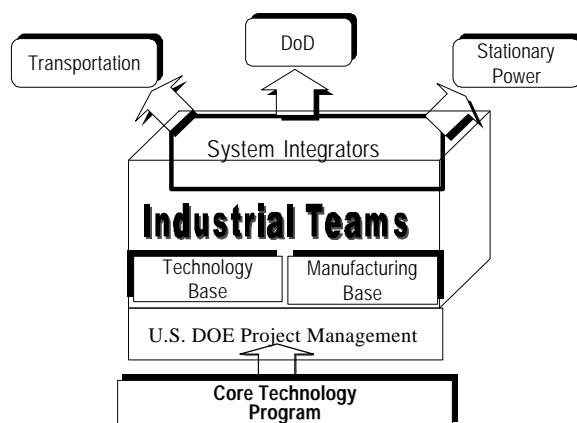 DoD
Transportation
Stationary
Power
System Integrators
Industrial Teams
Technology
Base
Manufacturing
Base
U.S. DOE Project Management
Core Technology
Program